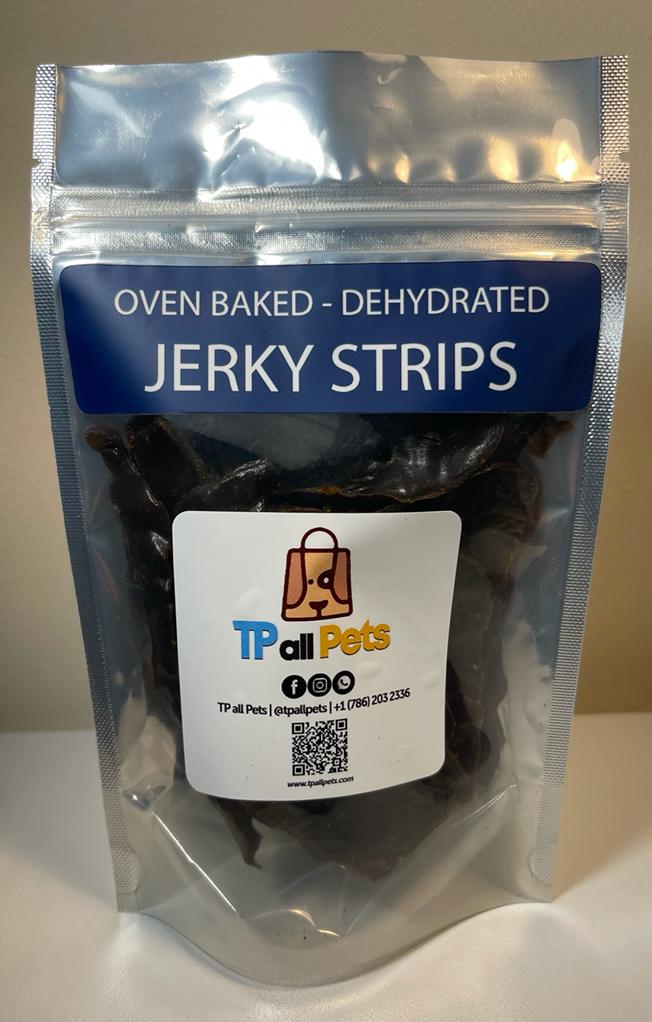 OVEN BAKED - DEHYDRATED
JERKY STRIPS
TP all Pets
TP all Pets | @tpallpets | +1 (786) 203 2336
www.tpallpets.com